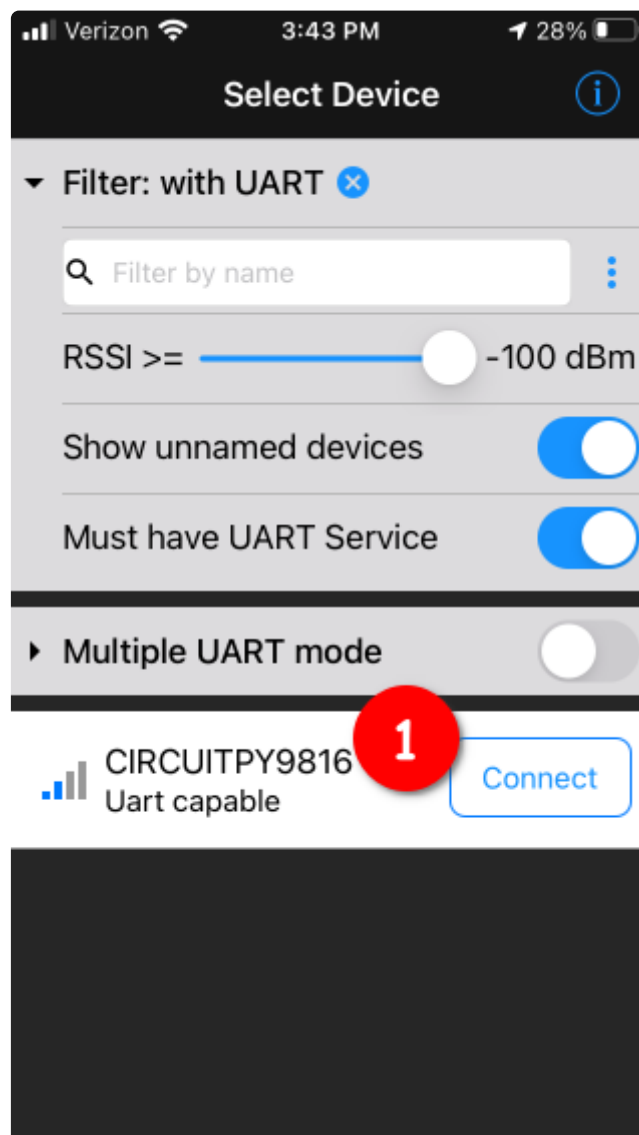 Verizon 3:43 PM 28%
Select Device
Filter: with UART
Filter by name
RSSI >= -100 dBm
Show unnamed devices
Must have UART Service
Multiple UART mode
1
CIRCUITPY9816 Connect
Uart capable